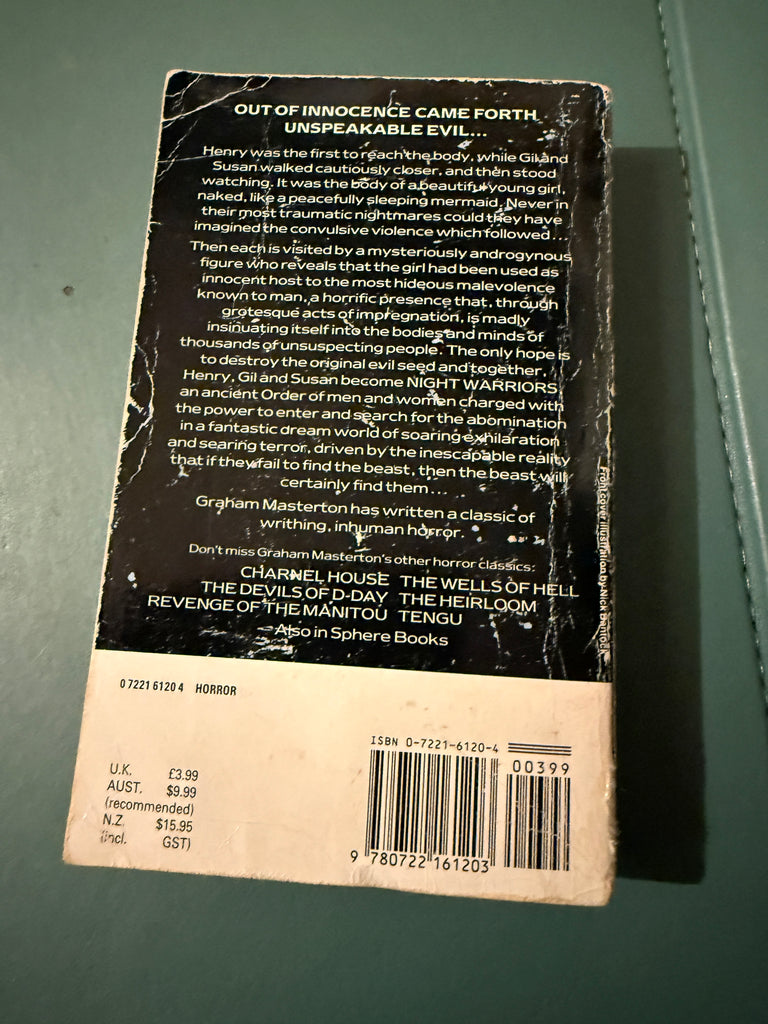 OUT OF INNOCENCE CAME FORTH
UNSPEAKABLE EVIL...
Henry was the first to reach the body, while Gil and
Susan walked cautiously closer, and then stood
watching. It was the body of a beautiful young girl,
naked, like a peacefully sleeping mermaid. Never in
their most traumatic nightmares could they have
imagined the convulsive violence which followed...
Then each is visited by a mysteriously androgynous
figure who reveals that the girl had been used as
innocent host to the most hideous malevolence
known to man, a horrific presence that, through
grotesque acts of impregnation, is madly
insinuating itself into the bodies and minds of
thousands of unsuspecting people. The only hope is
to destroy the original evil seed and together,
Henry, Gil and Susan become NIGHT WARRIORS,
an ancient Order of men and women charged with
the power to enter and search for the abomination
in a fantastic dream world of soaring exhilaration
and searing terror, driven by the inescapable reality
that if they fail to find the beast, then the beast will
certainly find them...
Graham Masterton has written a classic of
writhing, inhuman horror.
Don't miss Graham Masterton's other horror classics:
CHARNEL HOUSE THE WELLS OF HELL
THE DEVILS OF D-DAY THE HEIRLOOM
REVENGE OF THE MANITOU TENGU
Also in Sphere Books
Front cover illustration by Nick Bantock
0 7221 6120 4 HORROR
U.K. £3.99
AUST. $9.99
(recommended)
N.Z. $15.95
(incl. GST)
ISBN 0-7221-6120-4
00399
9 780722 161203